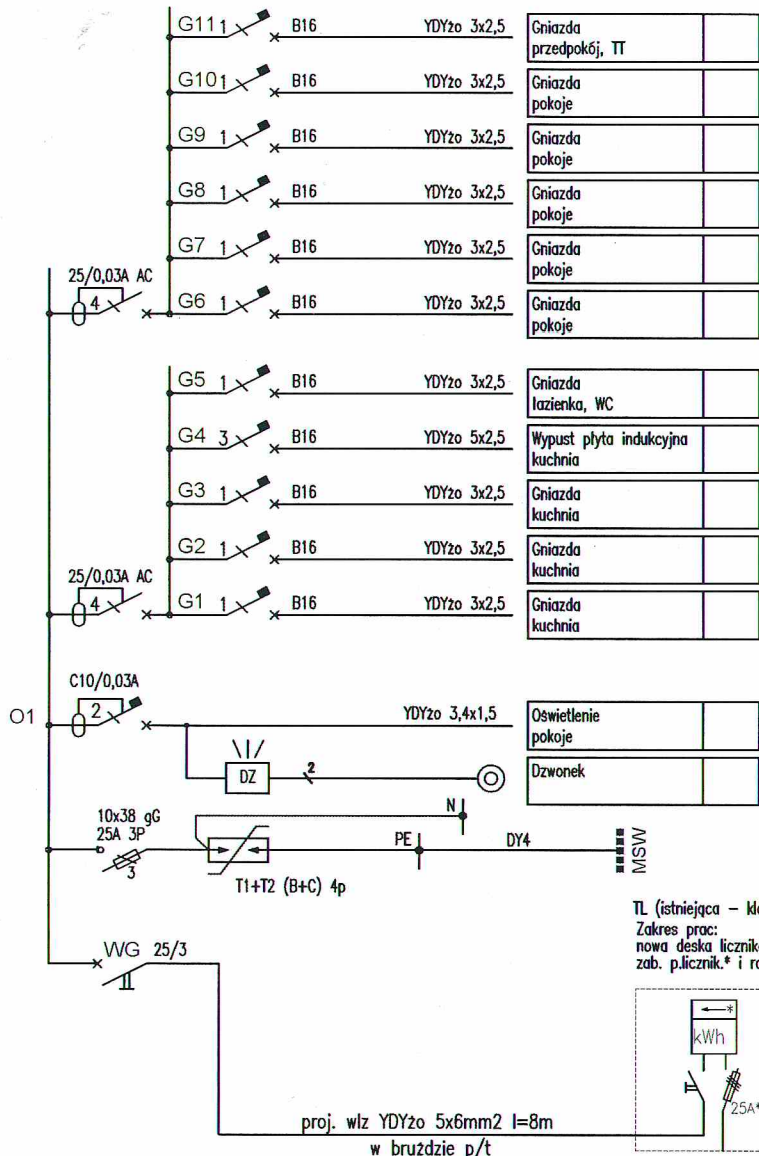 G11 1 B16 YDYżo 3x2,5 Gniazda
przedpokój, TT
G10 1 B16 YDYżo 3x2,5 Gniazda
pokoje
G9 1 B16 YDYżo 3x2,5 Gniazda
pokoje
G8 1 B16 YDYżo 3x2,5 Gniazda
pokoje
G7 1 B16 YDYżo 3x2,5 Gniazda
pokoje
25/0,03A AC
4 G6 1 B16 YDYżo 3x2,5 Gniazda
pokoje
G5 1 B16 YDYżo 3x2,5 Gniazda
łazienka, WC
G4 3 B16 YDYżo 5x2,5 Wypust płyta indukcyjna
kuchnia
G3 1 B16 YDYżo 3x2,5 Gniazda
kuchnia
G2 1 B16 YDYżo 3x2,5 Gniazda
kuchnia
25/0,03A AC
4 G1 1 B16 YDYżo 3x2,5 Gniazda
kuchnia
C10/0,03A
O1 2 YDYżo 3,4x1,5 Oświetlenie
pokoje
DZ 2 Dzwonek
10x38 gG
25A 3P
3
N
PE DY4 MSW
T1+T2 (B+C) 4p
TL (istniejąca –
Zakres prac:
nowa deska
zab. p.licznik.* i
WG 25/3
*
kWh
25A*
proj. wlz YDYżo 5x6mm2 l=8m
w bruździe p/t